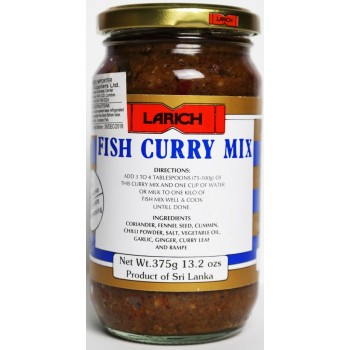 LARICH
LARICH
FISH CURRY MIX
DIRECTIONS:
ADD 3 TO 4 TABLESPOONS (75-100g) OF
THIS CURRY MIX AND ONE CUP OF WATER
OR MILK TO ONE KILO OF
FISH MIX WELL & COOK
UNTILL DONE.
INGREDIENTS
CORIANDER, FENNEL SEED, CUMMIN,
CHILLI POWDER, SALT, VEGETABLE OIL,
GARLIC, GINGER, CURRY LEAF
AND RAMPE
Net Wt.375g 13.2 ozs
Product of Sri Lanka